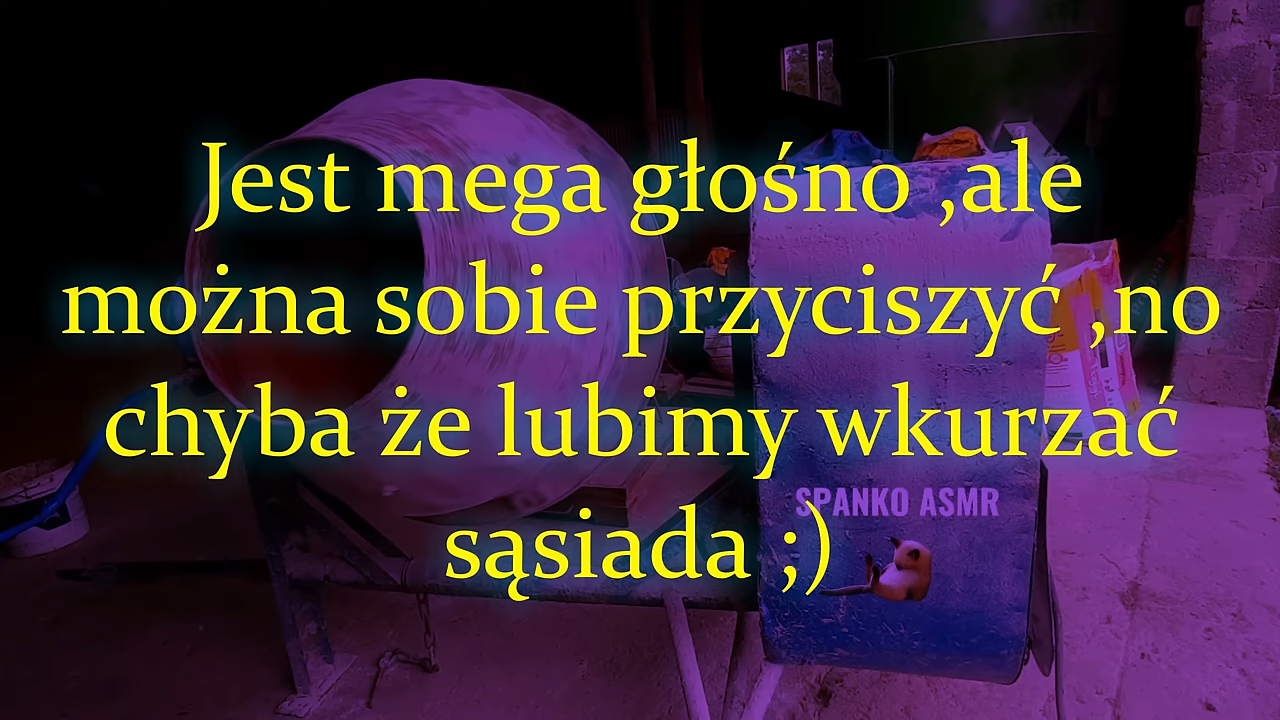 Jest mega głośno ,ale
można sobie przyciszyć ,no
chyba że lubimy wkurzać
sąsiada ;)
SPANKO ASMR